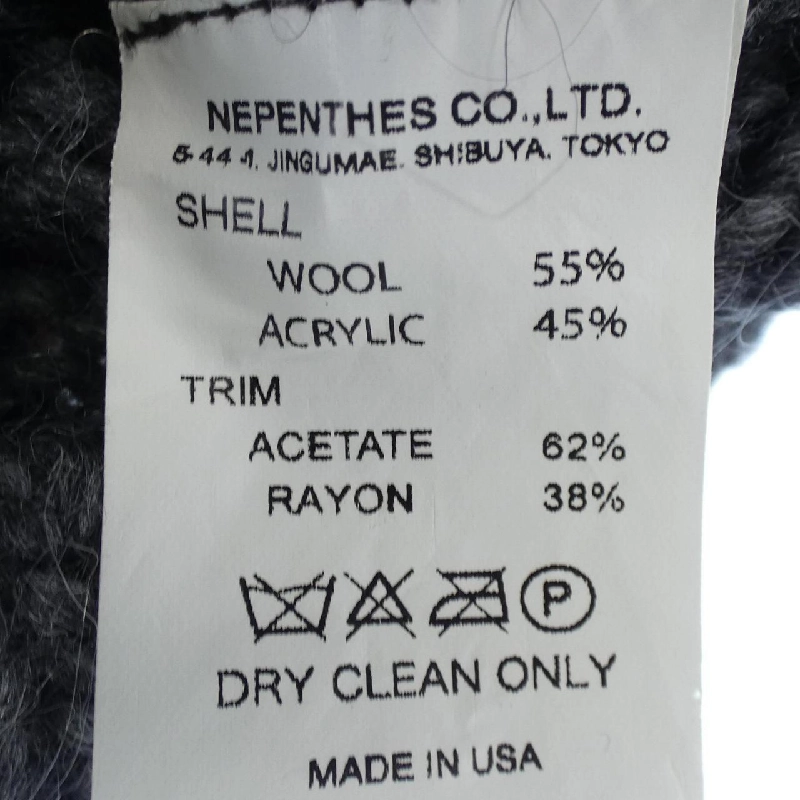 NEPENTHES CO.,LTD.
5-44-1. JINGUMAE. SHIBUYA. TOKYO
SHELL
WOOL 55%
ACRYLIC 45%
TRIM
ACETATE 62%
RAYON 38%
P
DRY CLEAN ONLY
MADE IN USA